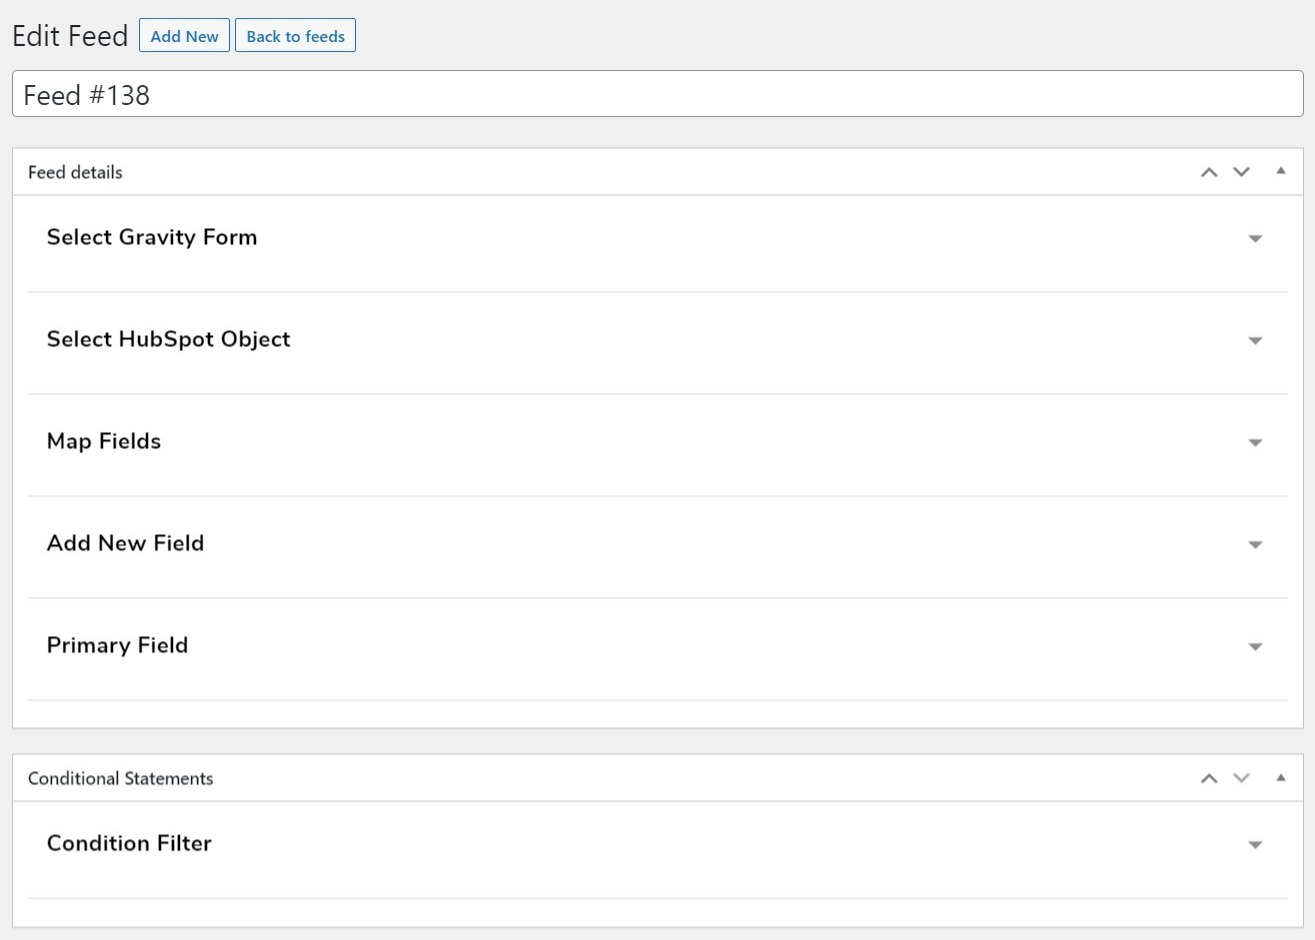 Edit Feed Add New Back to feeds
Feed #138
Feed details
Select Gravity Form
Select HubSpot Object
Map Fields
Add New Field
Primary Field
Conditional Statements
Condition Filter